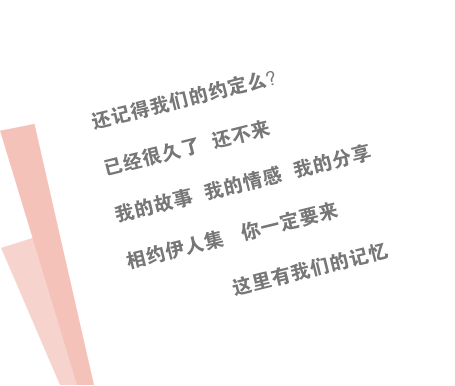 还记得我们的约定么?
已经很久了 还不来
我的故事 我的情感 我的分享
相约伊人集 你一定要来
这里有我们的记忆